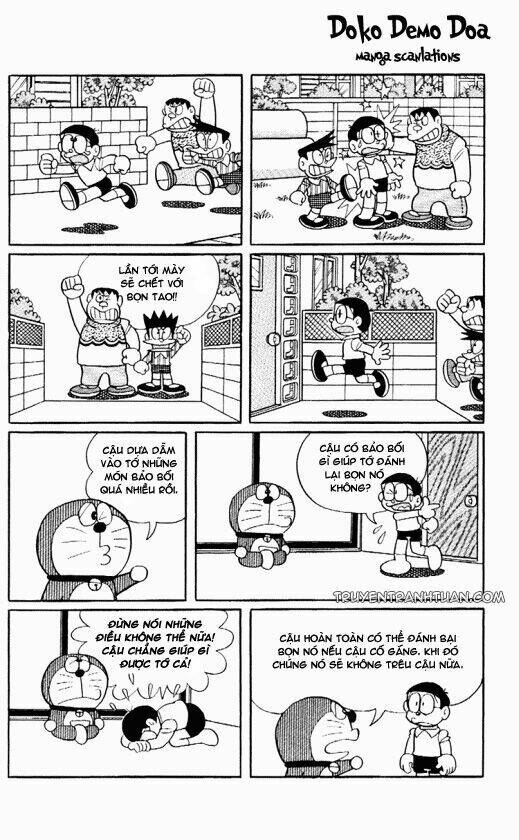 Doko Demo Doa
manga scanlations
LẦN TỚI MÀY
SẼ CHẾT VỚI
BỌN TAO!!
CẬU DỰA DẪM
VÀO TỚ NHỮNG
MÓN BẢO BỐI
QUÁ NHIỀU RỒI.
CẬU CÓ BẢO BỐI
GÌ GIÚP TỚ ĐÁNH
LẠI BỌN NÓ
KHÔNG?
TRUYENTRANHTUAN.COM
ĐỪNG NÓI NHỮNG
ĐIỀU KHÔNG THỂ NỮA!
CẬU CHẲNG GIÚP GÌ
ĐƯỢC TỚ CẢ!
CẬU HOÀN TOÀN CÓ THỂ ĐÁNH BẠI
BỌN NÓ NẾU CẬU CỐ GẮNG. KHI ĐÓ
CHÚNG NÓ SẼ KHÔNG TRÊU CẬU NỮA.